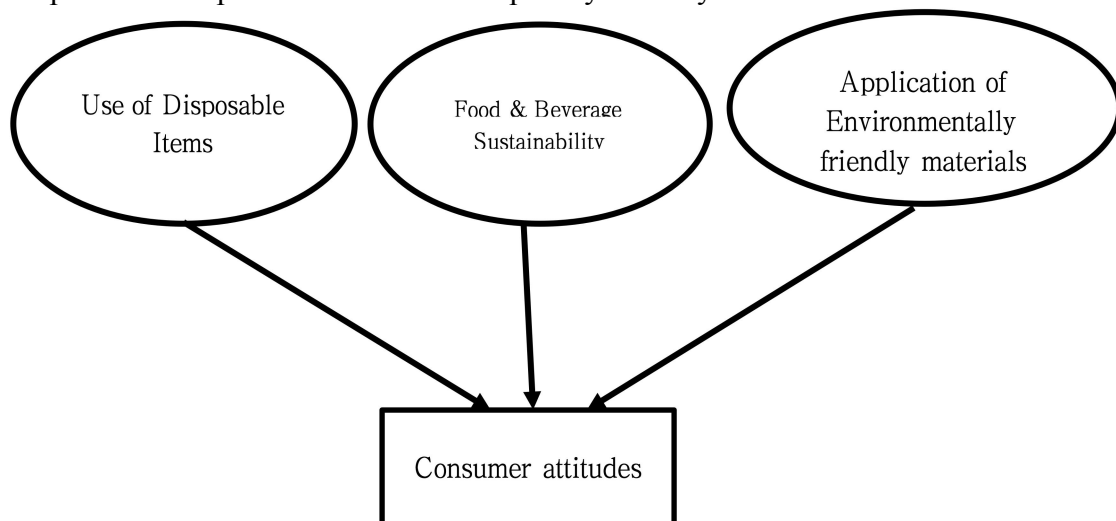 Use of Disposable
Items
Food & Beverage
Sustainability
Application of
Environmentally
friendly materials
Consumer attitudes